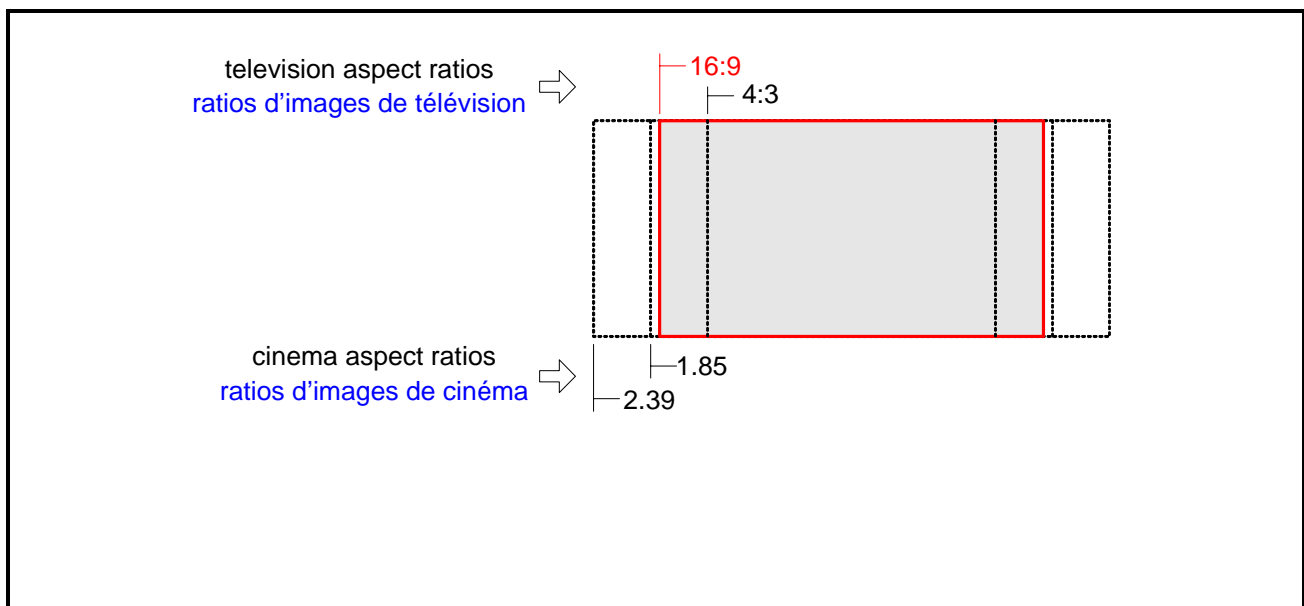 television aspect ratios
ratios d'images de télévision
16:9
4:3
cinema aspect ratios
ratios d’images de cinéma
1.85
2.39